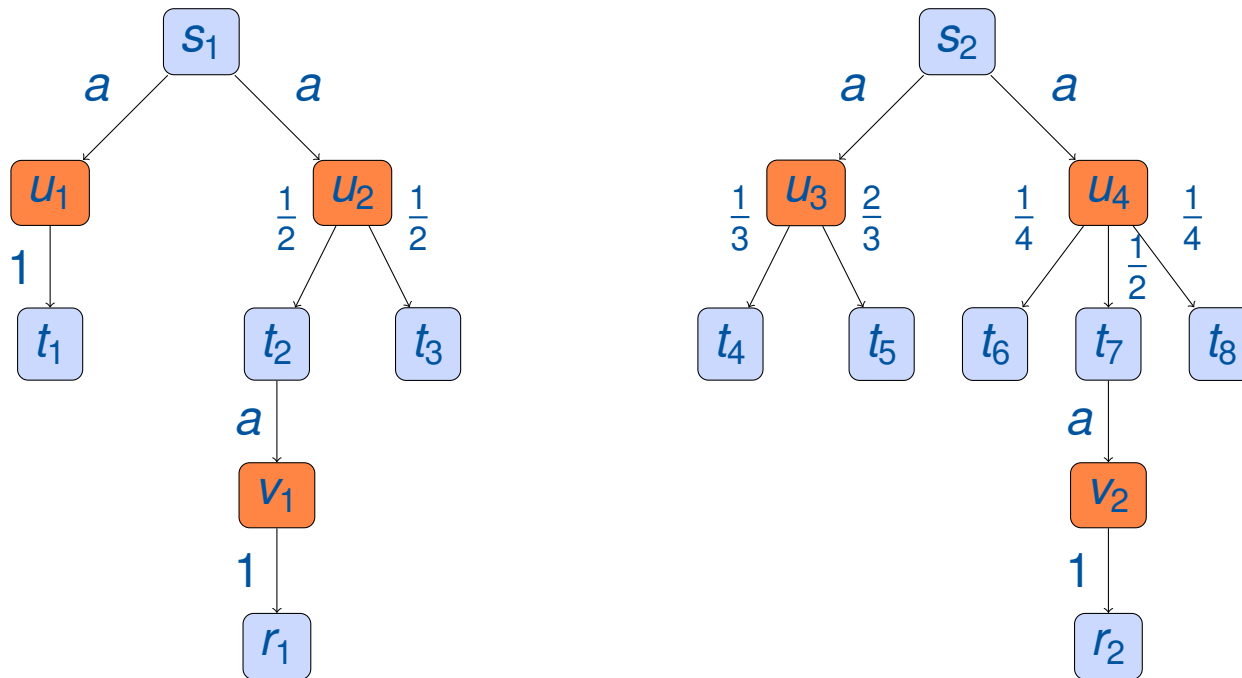 s1 s2
a a a a
u1 u2 u3 u4
1 1/2 1/2 1/3 2/3 1/4 1/2 1/4
t1 t2 t3 t4 t5 t6 t7 t8
a a
v1 v2
1 1
r1 r2